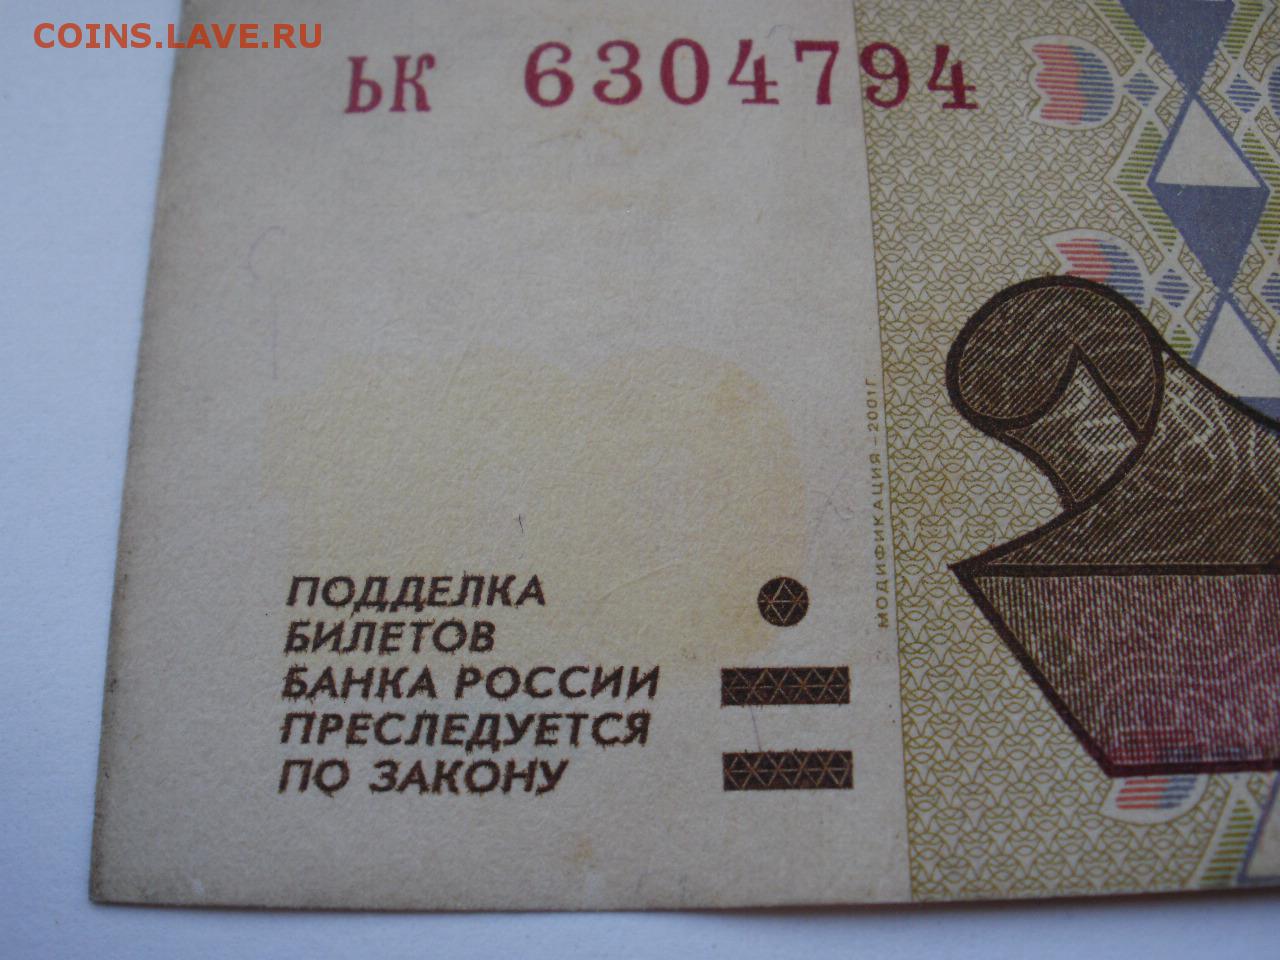 COINS.LAVE.RU
ЬК 6304794
МОДИФИКАЦИЯ-2001Г
ПОДДЕЛКА
БИЛЕТОВ
БАНКА РОССИИ
ПРЕСЛЕДУЕТСЯ
ПО ЗАКОНУ